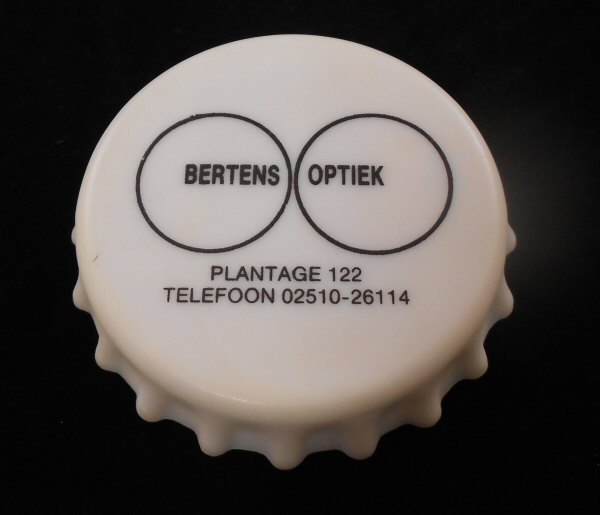 BERTENS OPTIEK
PLANTAGE 122
TELEFOON 02510-26114